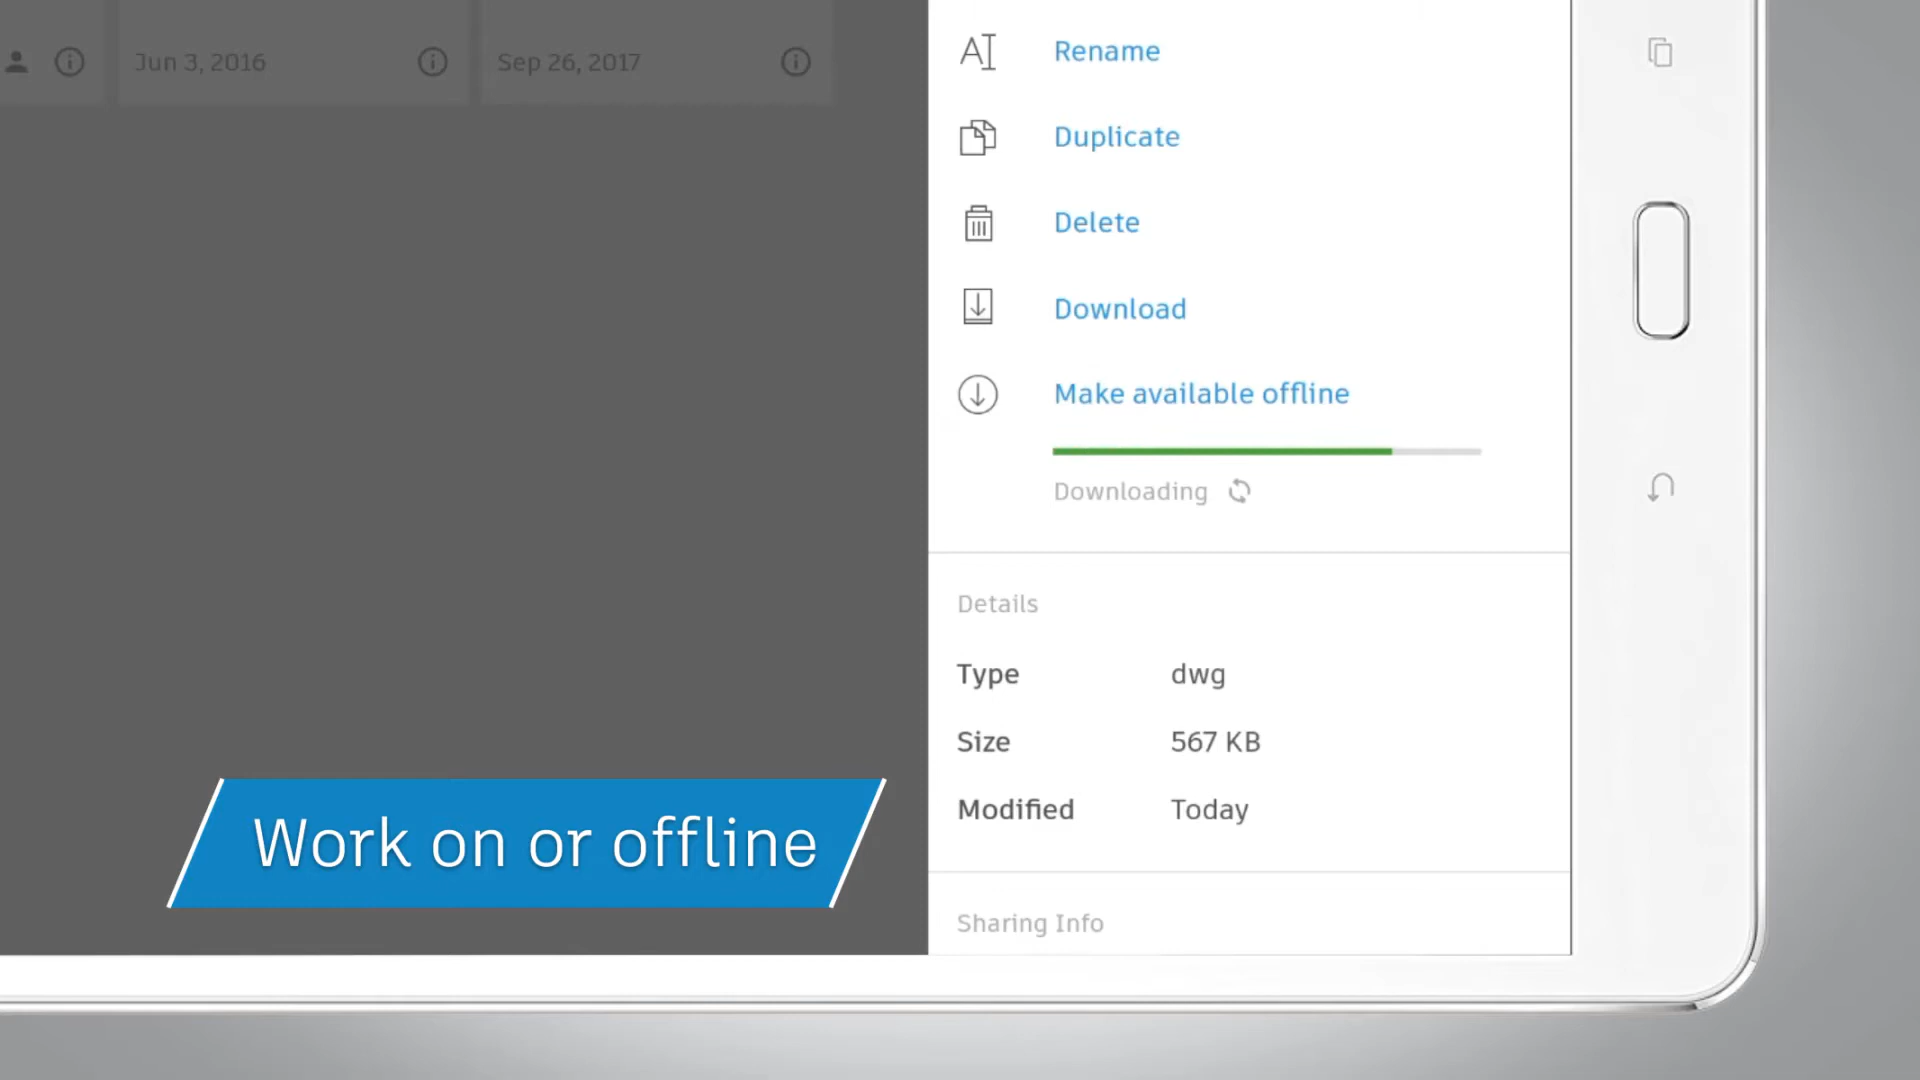 Jun 3, 2016
Sep 26, 2017
Rename
Duplicate
Delete
Download
Make available offline
Downloading
Details
Type dwg
Size 567 KB
Modified Today
Sharing Info
Work on or offline